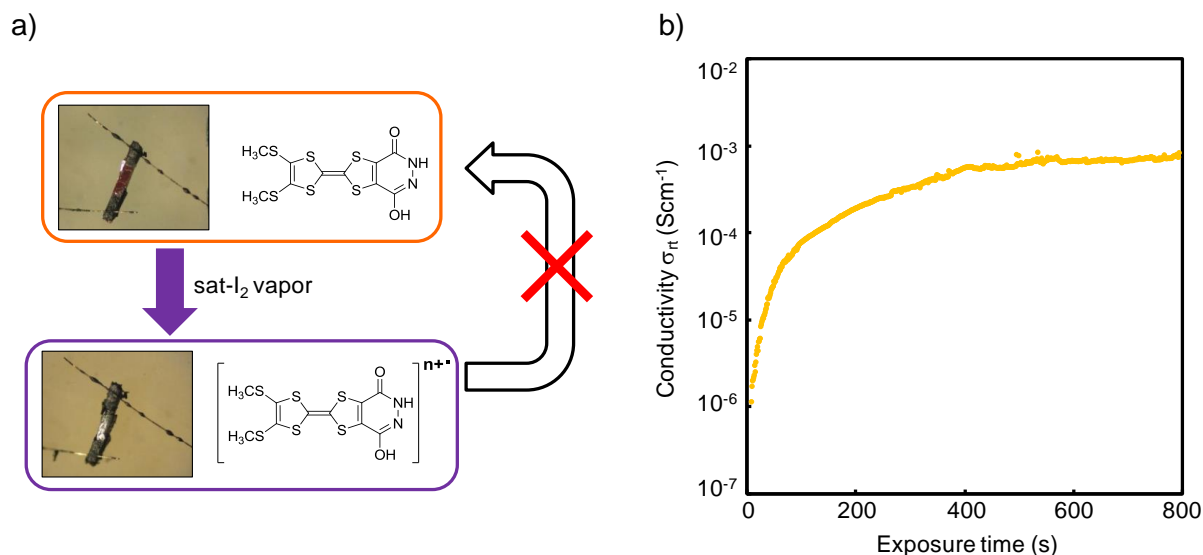 a)
H₃CS
H₃CS
S
S
S
S
O
NH
N
OH
sat-I₂ vapor
H₃CS
H₃CS
S
S
S
S
O
NH
N
OH
n+·
b)
Conductivity σrt (Scm⁻¹)
10⁻²
10⁻³
10⁻⁴
10⁻⁵
10⁻⁶
10⁻⁷
0 200 400 600 800
Exposure time (s)